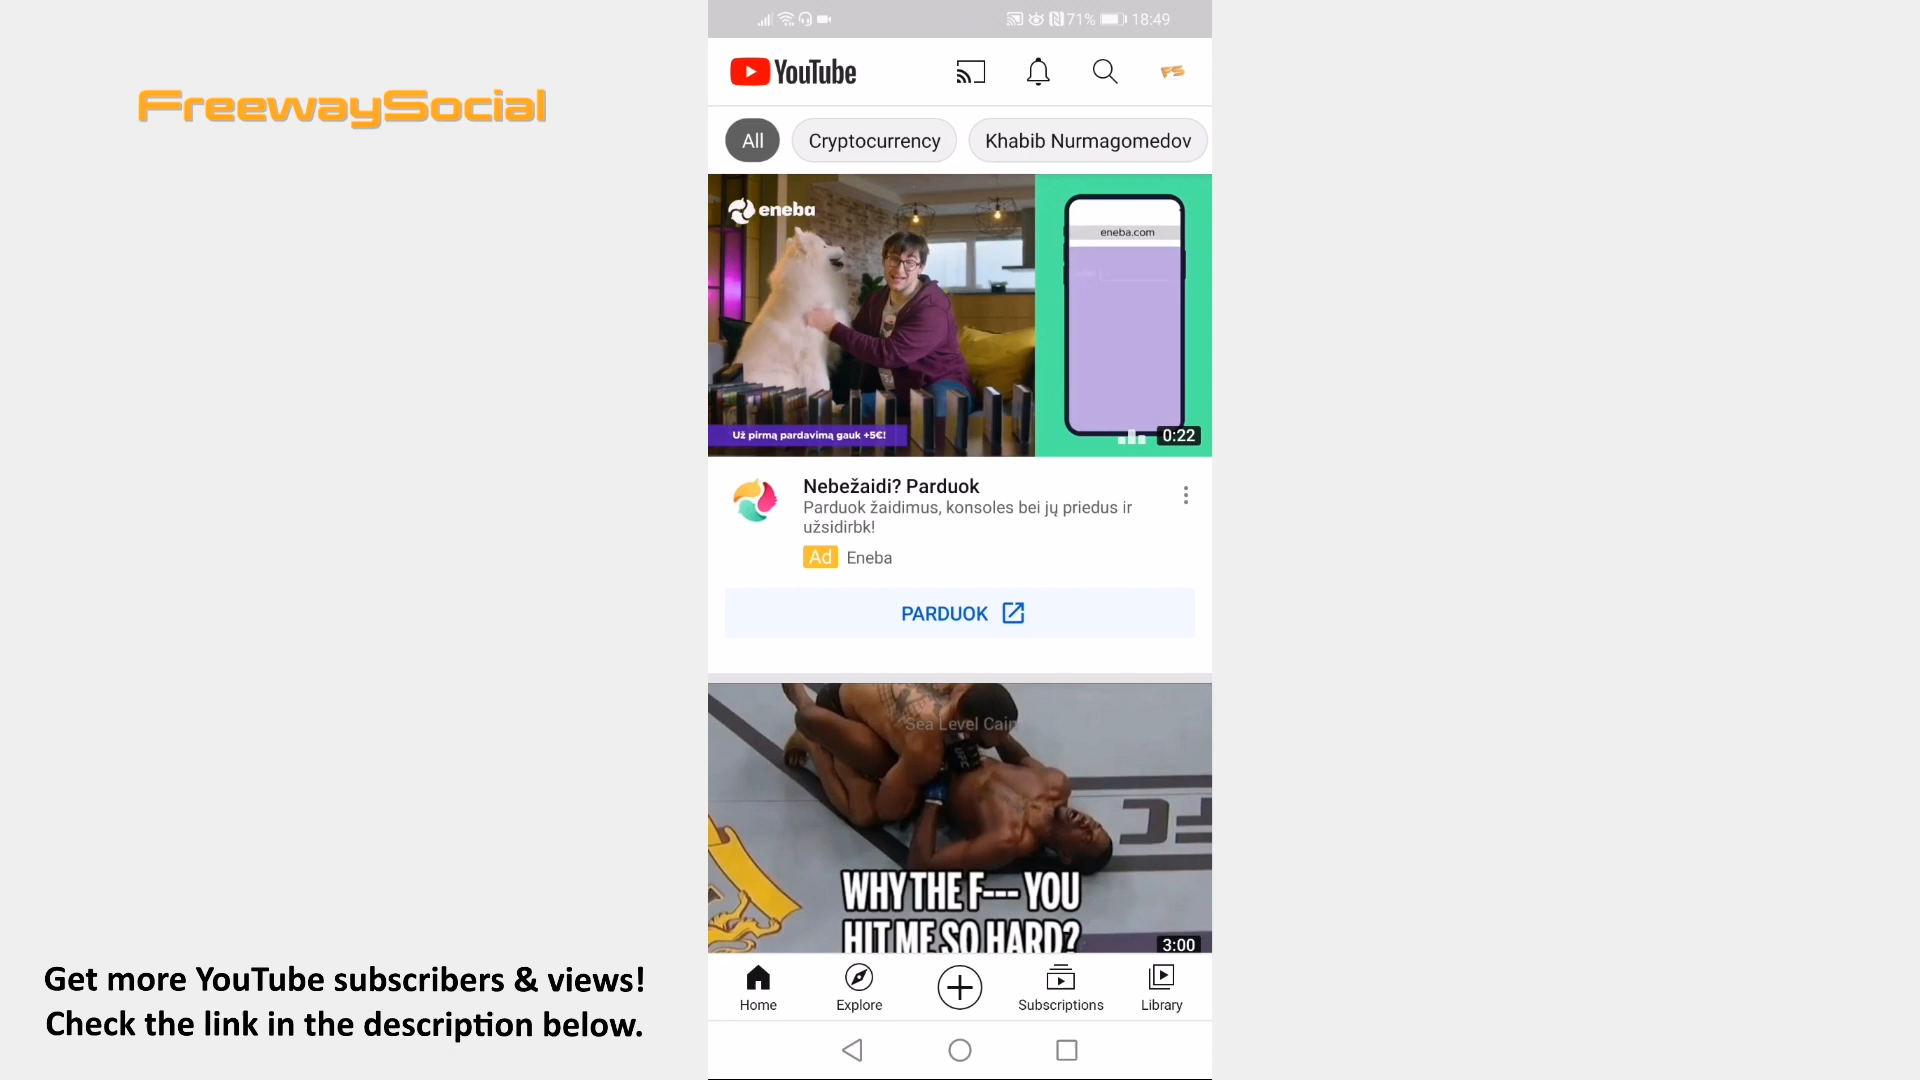 71% 18:49
FreewaySocial
YouTube
FS
All Cryptocurrency Khabib Nurmagomedov
eneba
eneba.com
Už pirmą pardavimą gauk +5€!
0:22
Nebežaidi? Parduok
Parduok žaidimus, konsoles bei jų priedus ir
užsidirbk!
Ad Eneba
PARDUOK
Sea Level Cain
UFC
WHY THE F--- YOU
HIT ME SO HARD?
3:00
Get more YouTube subscribers & views!
Check the link in the description below.
Home Explore Subscriptions Library